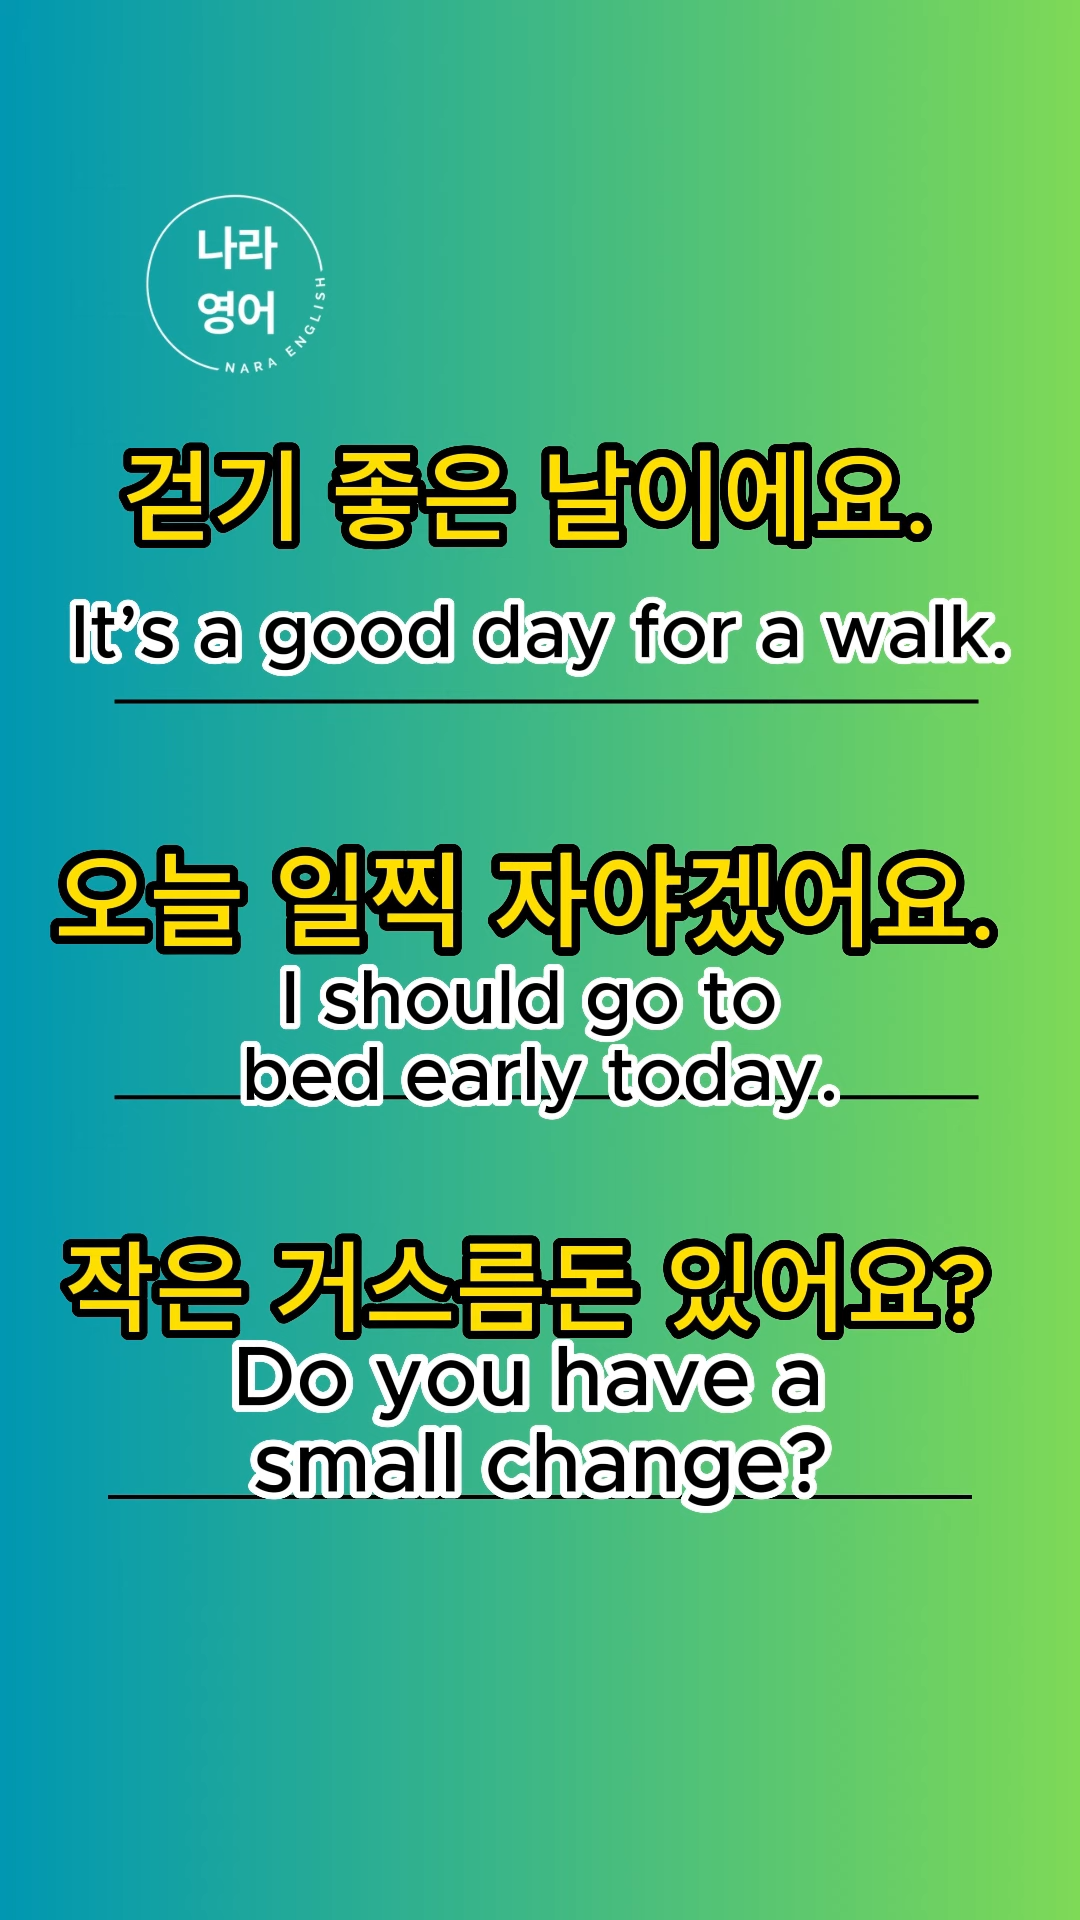 나라
영어
NARA ENGLISH
걷기 좋은 날이에요.
It’s a good day for a walk.
오늘 일찍 자야겠어요.
I should go to
bed early today.
작은 거스름돈 있어요?
Do you have a
small change?